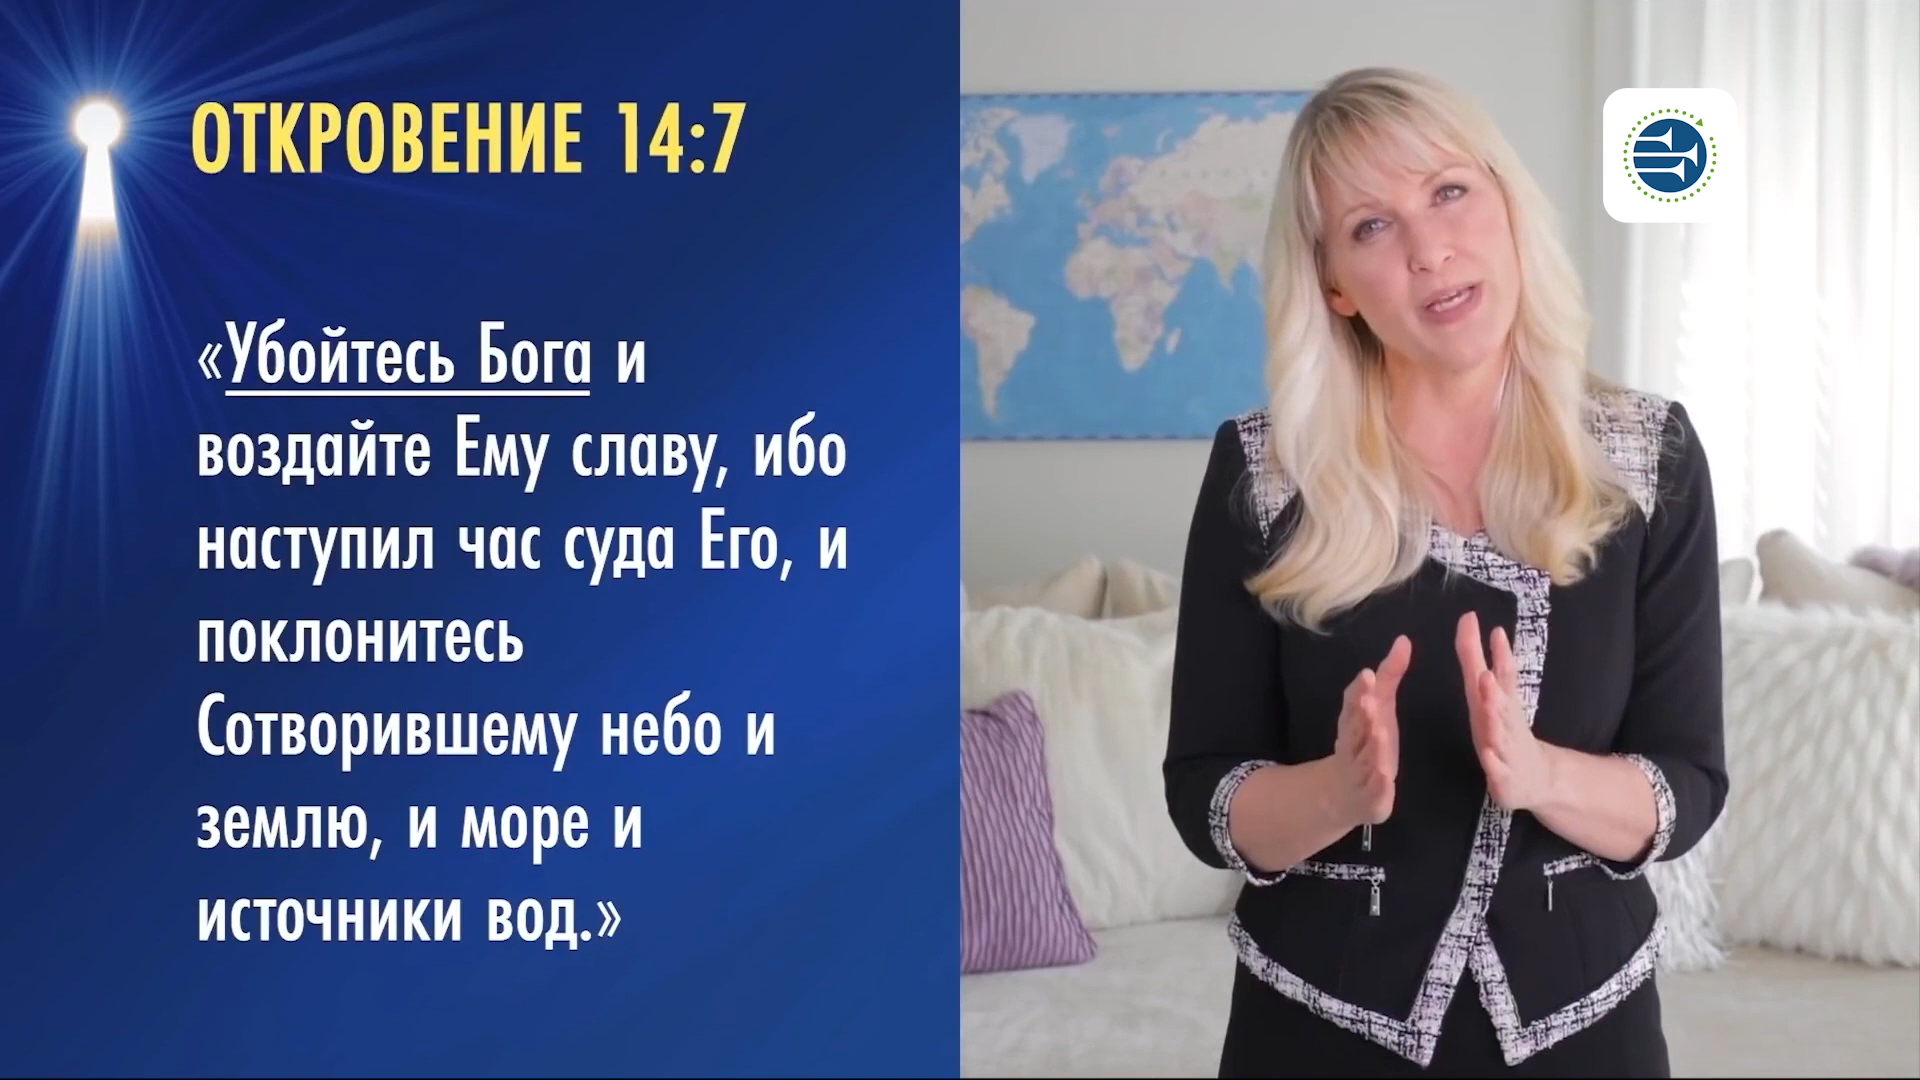 ОТКРОВЕНИЕ 14:7
«Убойтесь Бога и
воздайте Ему славу, ибо
наступил час суда Его, и
поклонитесь
Сотворившему небо и
землю, и море и
источники вод.»